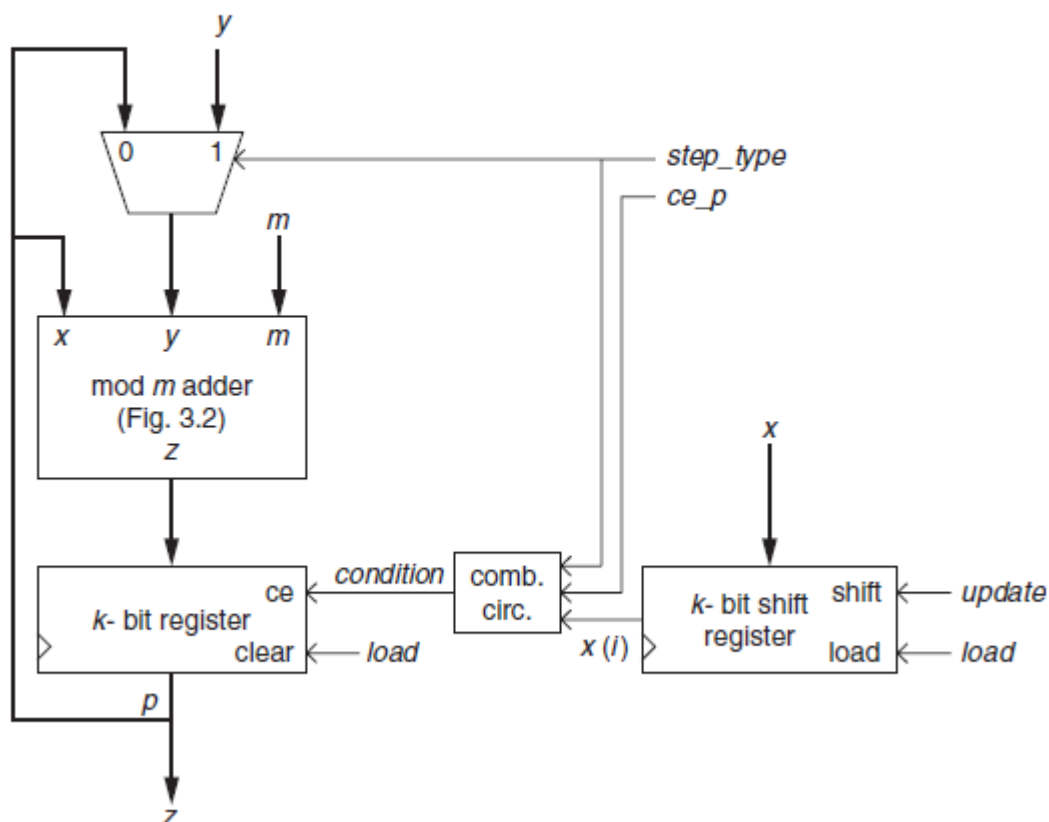 y
0 1
step_type
ce_p
m
x y m
mod m adder
(Fig. 3.2)
z
x
condition
comb.
circ.
ce
k- bit register
clear
load
x (i)
k- bit shift
register
shift
load
update
load
p
z